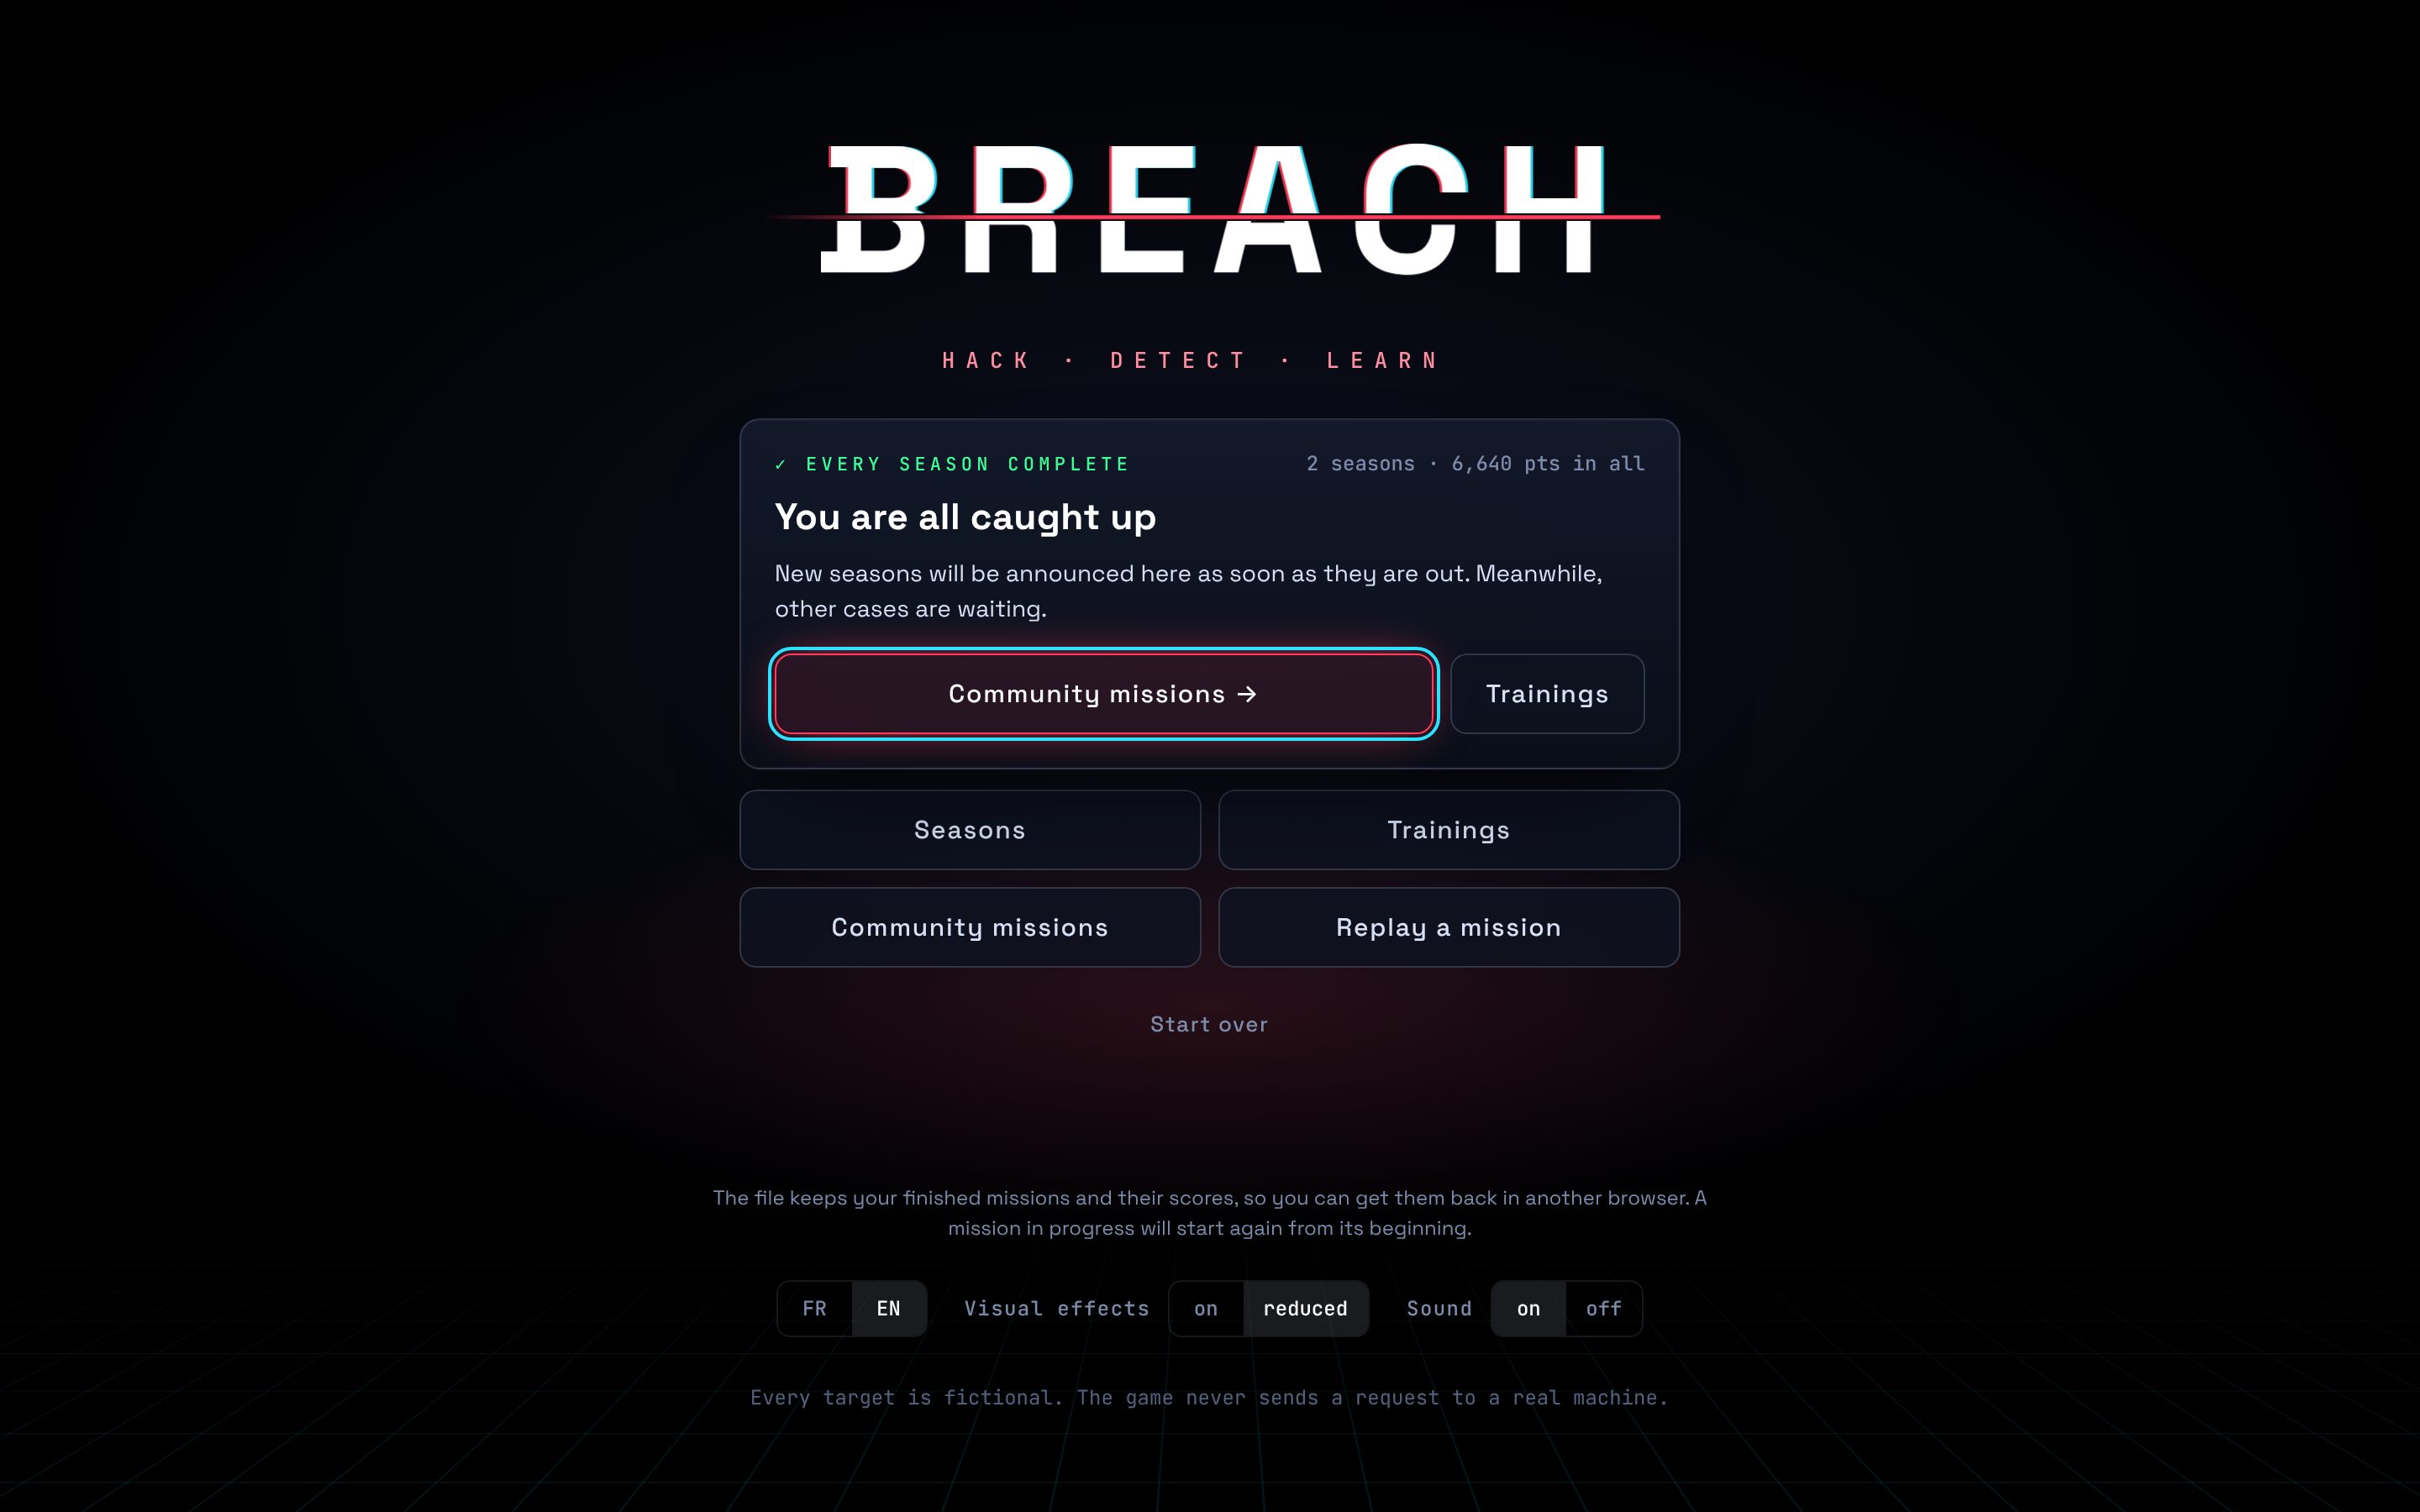 BREACH
HACK · DETECT · LEARN
✓ EVERY SEASON COMPLETE
2 seasons · 6,640 pts in all
You are all caught up
New seasons will be announced here as soon as they are out. Meanwhile,
other cases are waiting.
Community missions →
Trainings
Seasons
Trainings
Community missions
Replay a mission
Start over
The file keeps your finished missions and their scores, so you can get them back in another browser. A
mission in progress will start again from its beginning.
FR EN Visual effects on reduced Sound on off
Every target is fictional. The game never sends a request to a real machine.